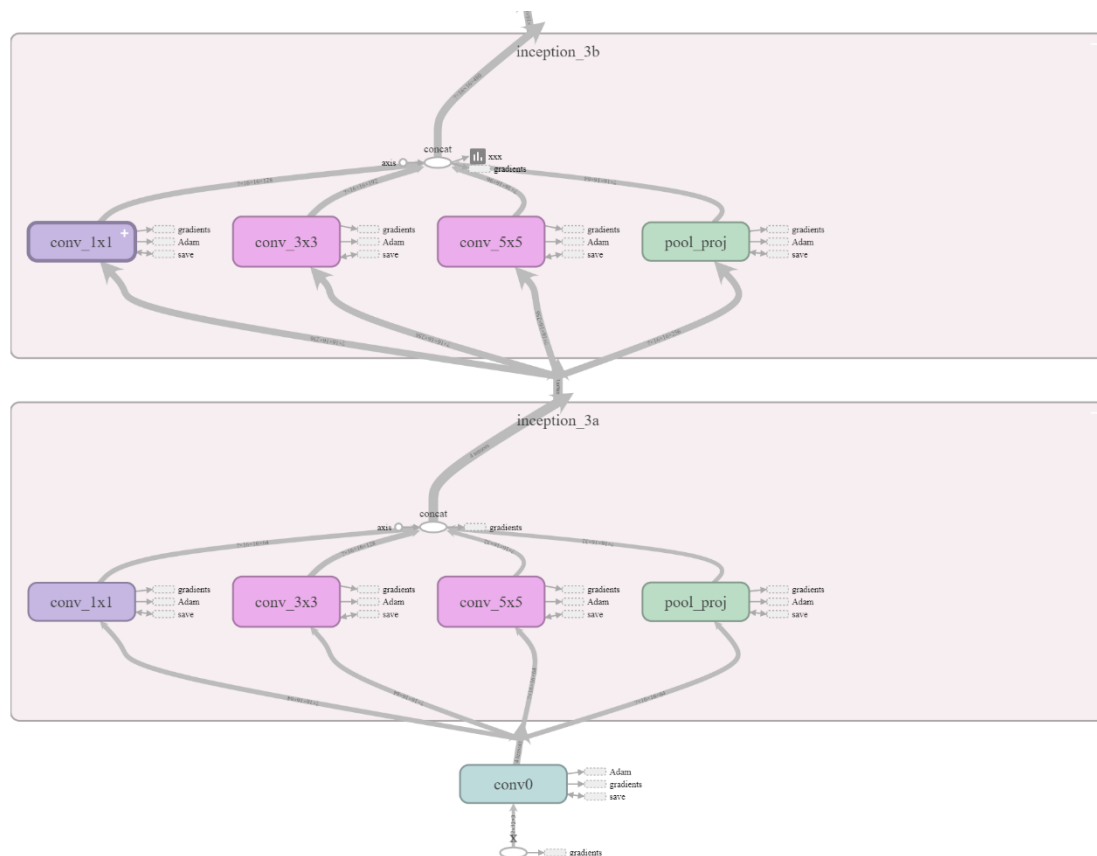 inception_3b
concat
axis
xxx
gradients
conv_1x1
+
gradients
Adam
save
conv_3x3
gradients
Adam
save
conv_5x5
gradients
Adam
save
pool_proj
gradients
Adam
save
inception_3a
concat
axis
gradients
conv_1x1
gradients
Adam
save
conv_3x3
gradients
Adam
save
conv_5x5
gradients
Adam
save
pool_proj
gradients
Adam
save
conv0
Adam
gradients
save
X
gradients